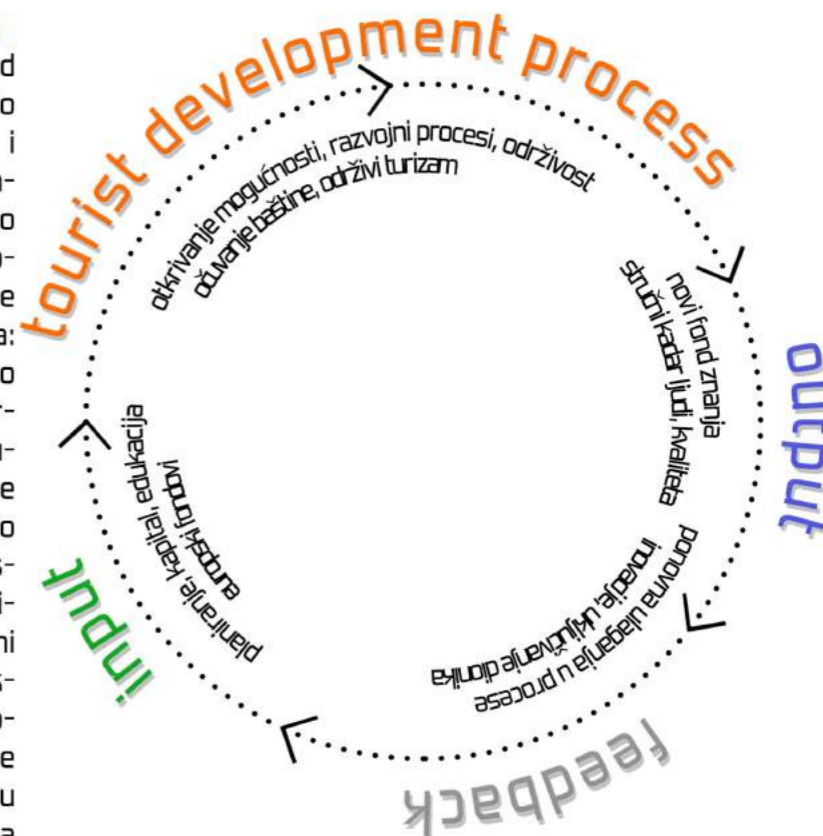 d
o
i
-
o
-
e
a:
o
-
-
e
o
-
i-
ni
-
-
e
u
a
tourist development process
otkrivanje mogućnosti, razvojni procesi, održivost
očuvanje baštine, održivi turizam
output
novi fond znanja
stručni kadar ljudi, kvaliteta
feedback
ponovna ulaganja u procese
inovacije, uključivanje dionika
input
planiranje, kapital, edukacija
europski fondovi